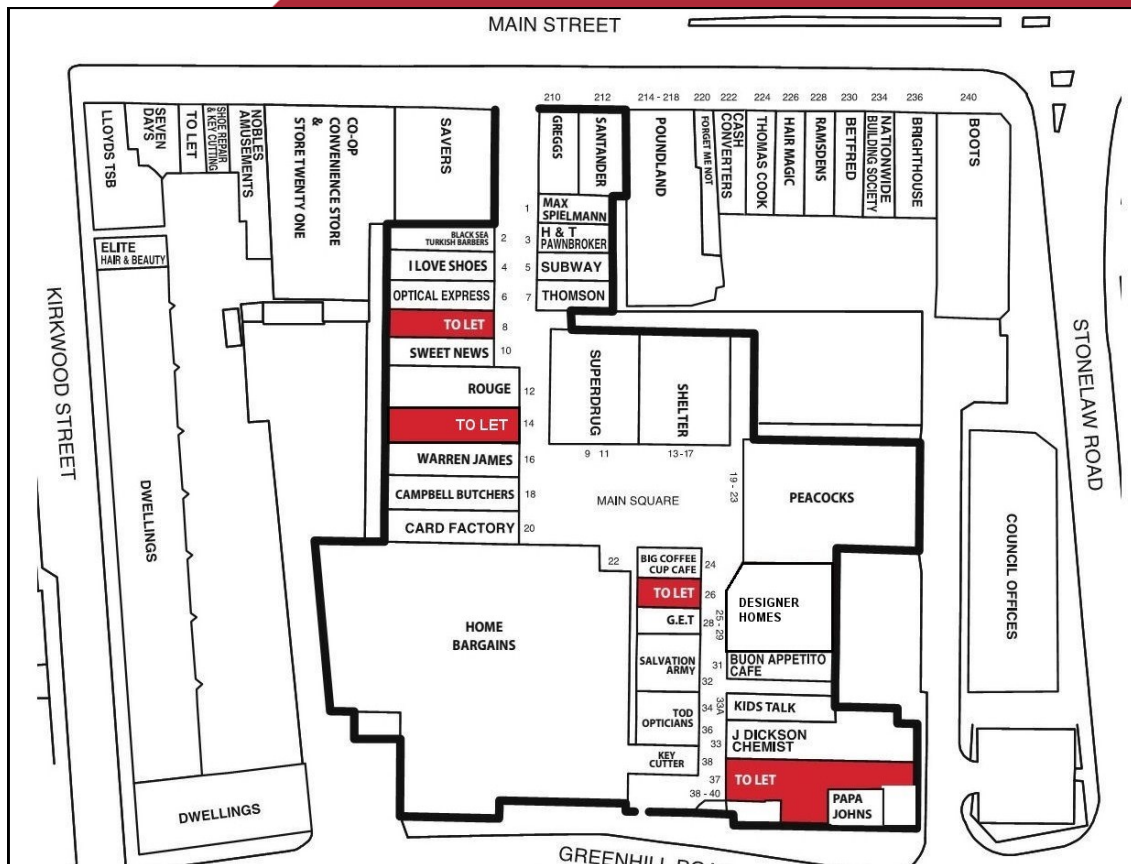 MAIN STREET
210
212
214 - 218
220
222
224
226
228
230
234
236
240
LLOYDS TSB
SEVEN
DAYS
TO LET
SHOE REPAIR
& KEY CUTTING
NOBLES
AMUSEMENTS
CO-OP
CONVENIENCE STORE
&
STORE TWENTY ONE
SAVERS
GREGGS
SANTANDER
POUNDLAND
FORGET ME NOT
CASH
CONVERTERS
THOMAS COOK
HAIR MAGIC
RAMSDENS
BETFRED
NATIONWIDE
BUILDING SOCIETY
BRIGHTHOUSE
BOOTS
1
MAX
SPIELMANN
BLACK SEA
TURKISH BARBERS
2
3
H & T
PAWNBROKER
ELITE
HAIR & BEAUTY
I LOVE SHOES
4
5
SUBWAY
OPTICAL EXPRESS
6
7
THOMSON
TO LET
8
SWEET NEWS
10
ROUGE
12
TO LET
14
SUPERDRUG
SHELTER
9
11
13-17
WARREN JAMES
16
CAMPBELL BUTCHERS
18
CARD FACTORY
20
MAIN SQUARE
19 - 23
PEACOCKS
KIRKWOOD STREET
STONELAW ROAD
DWELLINGS
COUNCIL OFFICES
22
BIG COFFEE
CUP CAFE
24
TO LET
26
G.E.T
28
25 -
29
DESIGNER
HOMES
HOME
BARGAINS
SALVATION
ARMY
31
32
BUON APPETITO
CAFE
TOD
OPTICIANS
34
33A
KIDS TALK
36
33
J DICKSON
CHEMIST
KEY
CUTTER
38
37
TO LET
38 - 40
PAPA
JOHNS
DWELLINGS
GREENHILL ROA